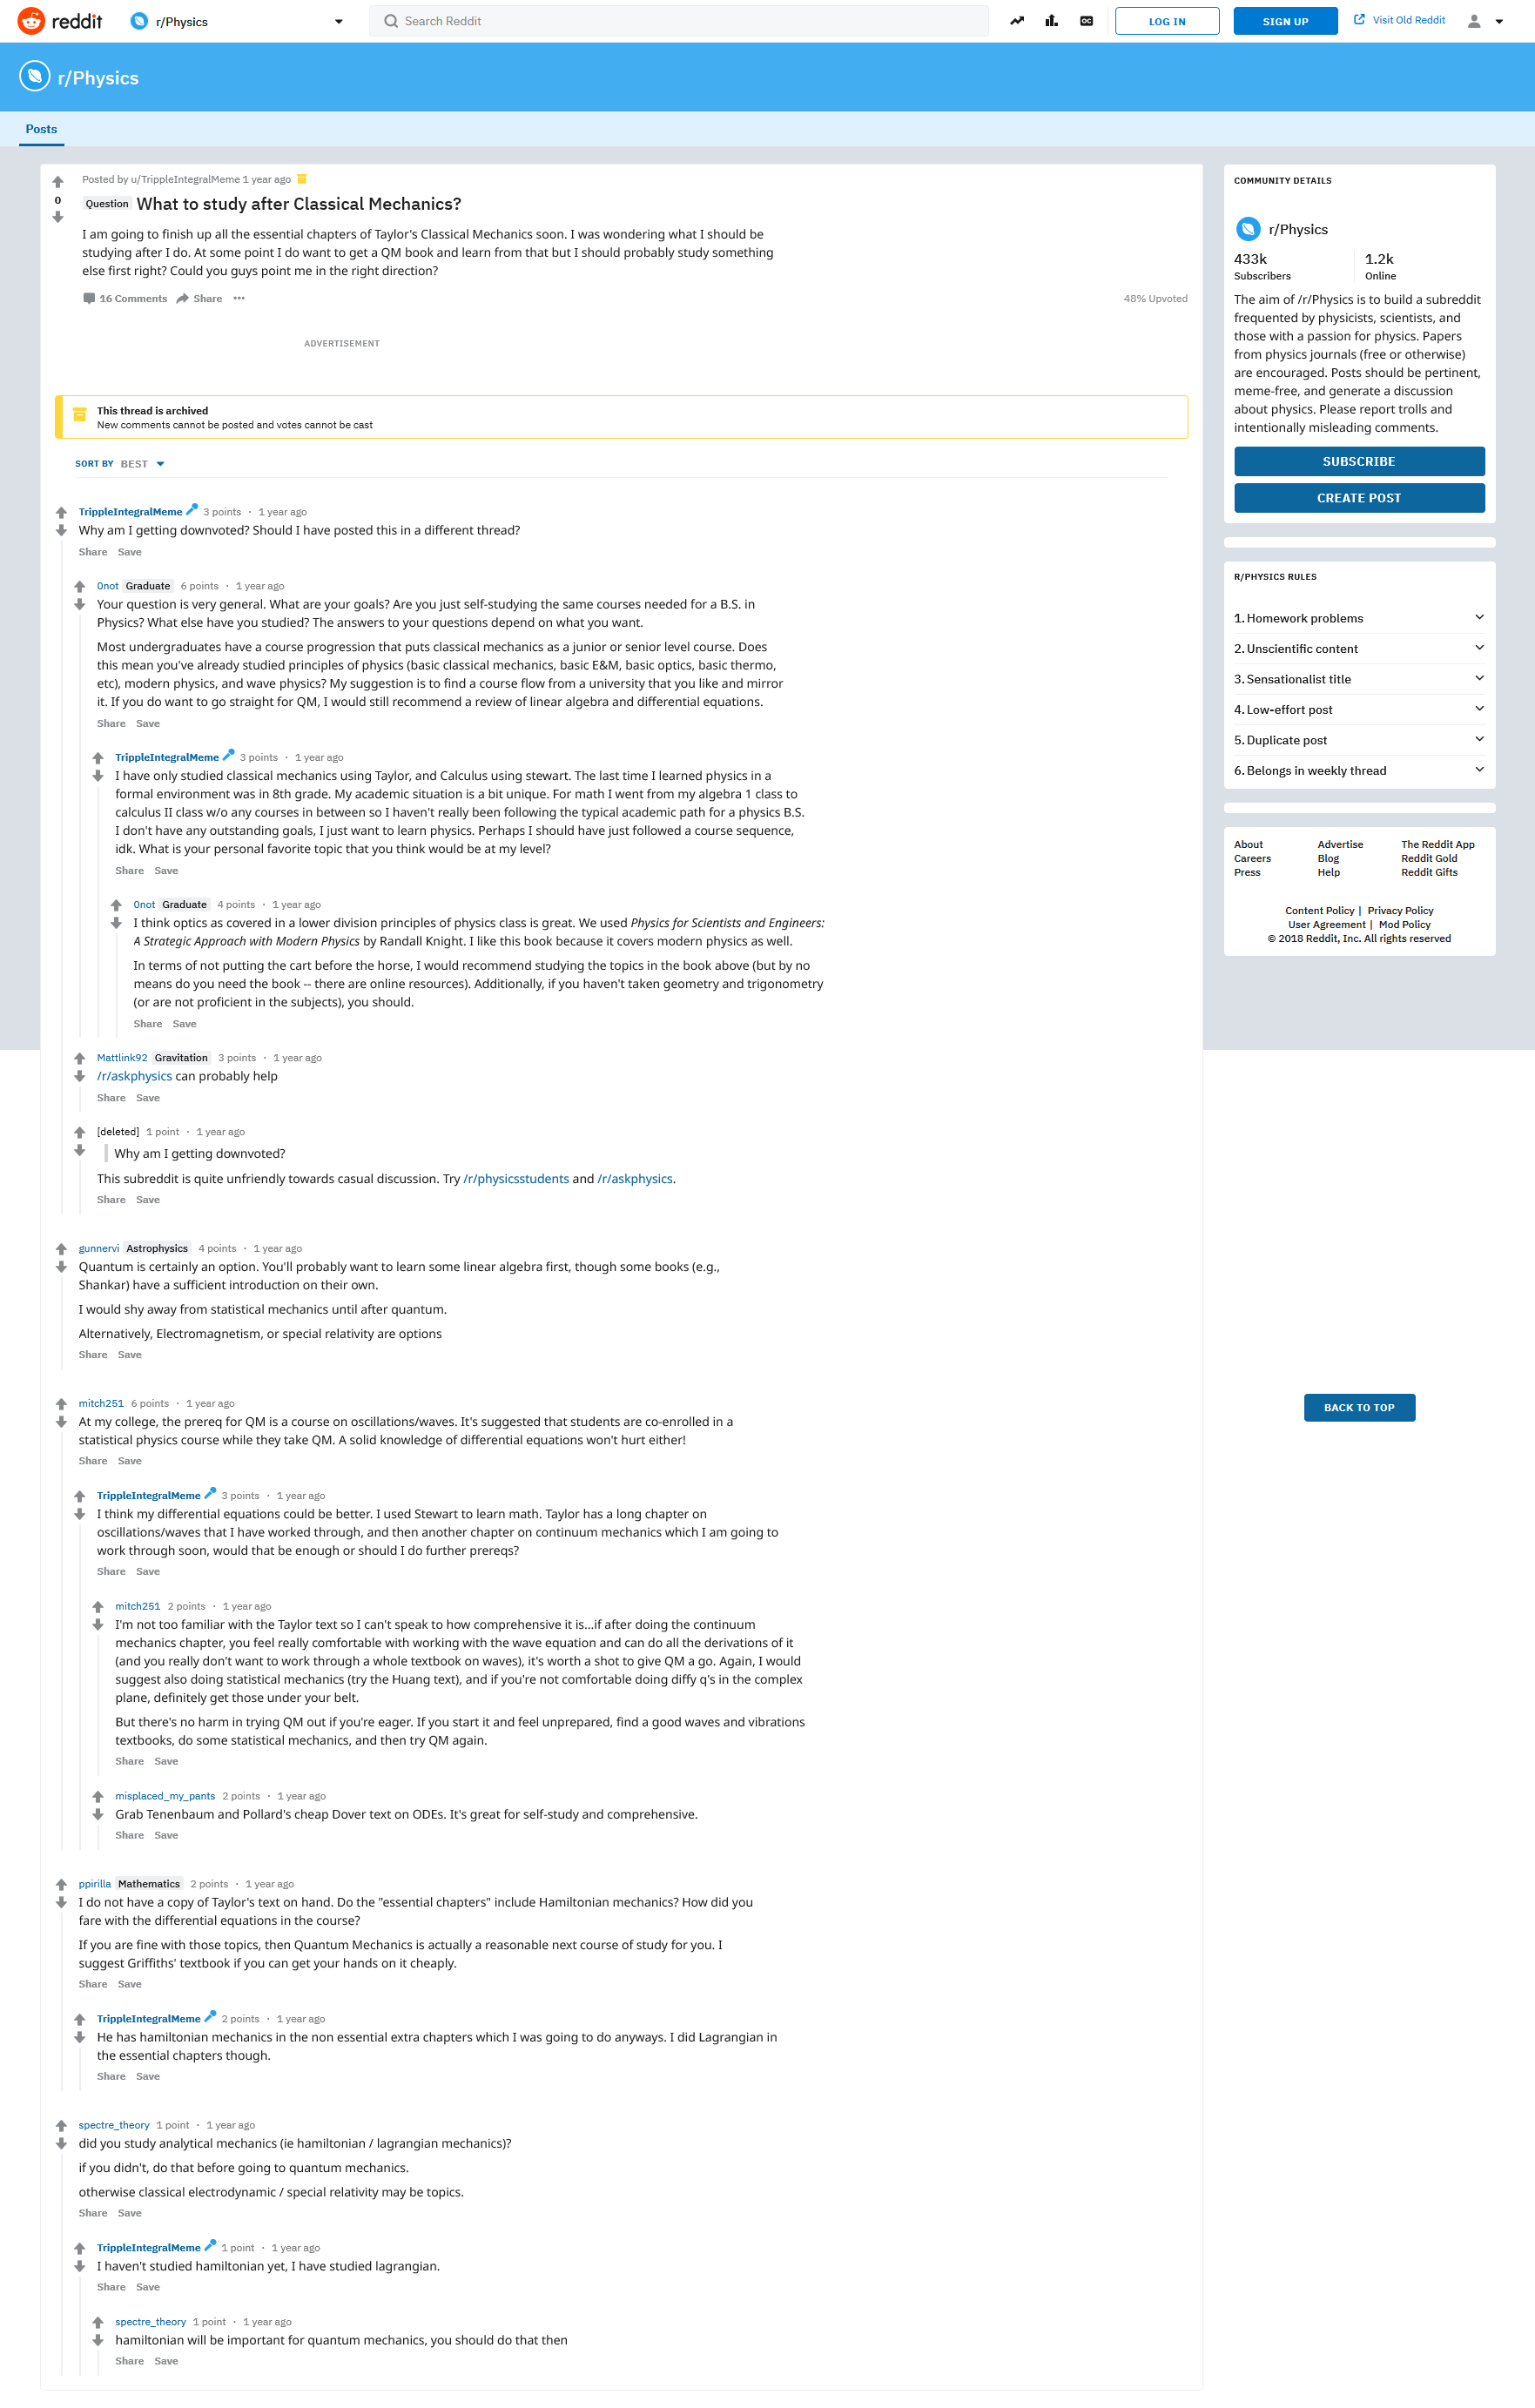 reddit
r/Physics
Search Reddit
LOG IN
SIGN UP
Visit Old Reddit
r/Physics
Posts
0
Posted by u/TrippleIntegralMeme 1 year ago
Question What to study after Classical Mechanics?
I am going to finish up all the essential chapters of Taylor's Classical Mechanics soon. I was wondering what I should be
studying after I do. At some point I do want to get a QM book and learn from that but I should probably study something
else first right? Could you guys point me in the right direction?
16 Comments Share ···
48% Upvoted
ADVERTISEMENT
This thread is archived
New comments cannot be posted and votes cannot be cast
SORT BY BEST
TrippleIntegralMeme 3 points · 1 year ago
Why am I getting downvoted? Should I have posted this in a different thread?
Share Save
0not Graduate 6 points · 1 year ago
Your question is very general. What are your goals? Are you just self-studying the same courses needed for a B.S. in
Physics? What else have you studied? The answers to your questions depend on what you want.
Most undergraduates have a course progression that puts classical mechanics as a junior or senior level course. Does
this mean you've already studied principles of physics (basic classical mechanics, basic E&M, basic optics, basic thermo,
etc), modern physics, and wave physics? My suggestion is to find a course flow from a university that you like and mirror
it. If you do want to go straight for QM, I would still recommend a review of linear algebra and differential equations.
Share Save
TrippleIntegralMeme 3 points · 1 year ago
I have only studied classical mechanics using Taylor, and Calculus using stewart. The last time I learned physics in a
formal environment was in 8th grade. My academic situation is a bit unique. For math I went from my algebra 1 class to
calculus II class w/o any courses in between so I haven't really been following the typical academic path for a physics B.S.
I don't have any outstanding goals, I just want to learn physics. Perhaps I should have just followed a course sequence,
idk. What is your personal favorite topic that you think would be at my level?
Share Save
0not Graduate 4 points · 1 year ago
I think optics as covered in a lower division principles of physics class is great. We used Physics for Scientists and Engineers:
A Strategic Approach with Modern Physics by Randall Knight. I like this book because it covers modern physics as well.
In terms of not putting the cart before the horse, I would recommend studying the topics in the book above (but by no
means do you need the book -- there are online resources). Additionally, if you haven't taken geometry and trigonometry
(or are not proficient in the subjects), you should.
Share Save
Mattlink92 Gravitation 3 points · 1 year ago
/r/askphysics can probably help
Share Save
[deleted] 1 point · 1 year ago
Why am I getting downvoted?
This subreddit is quite unfriendly towards casual discussion. Try /r/physicsstudents and /r/askphysics.
Share Save
gunnervi Astrophysics 4 points · 1 year ago
Quantum is certainly an option. You'll probably want to learn some linear algebra first, though some books (e.g.,
Shankar) have a sufficient introduction on their own.
I would shy away from statistical mechanics until after quantum.
Alternatively, Electromagnetism, or special relativity are options
Share Save
mitch251 6 points · 1 year ago
At my college, the prereq for QM is a course on oscillations/waves. It's suggested that students are co-enrolled in a
statistical physics course while they take QM. A solid knowledge of differential equations won't hurt either!
Share Save
TrippleIntegralMeme 3 points · 1 year ago
I think my differential equations could be better. I used Stewart to learn math. Taylor has a long chapter on
oscillations/waves that I have worked through, and then another chapter on continuum mechanics which I am going to
work through soon, would that be enough or should I do further prereqs?
Share Save
mitch251 2 points · 1 year ago
I'm not too familiar with the Taylor text so I can't speak to how comprehensive it is...if after doing the continuum
mechanics chapter, you feel really comfortable with working with the wave equation and can do all the derivations of it
(and you really don't want to work through a whole textbook on waves), it's worth a shot to give QM a go. Again, I would
suggest also doing statistical mechanics (try the Huang text), and if you're not comfortable doing diffy q's in the complex
plane, definitely get those under your belt.
But there's no harm in trying QM out if you're eager. If you start it and feel unprepared, find a good waves and vibrations
textbooks, do some statistical mechanics, and then try QM again.
Share Save
misplaced_my_pants 2 points · 1 year ago
Grab Tenenbaum and Pollard's cheap Dover text on ODEs. It's great for self-study and comprehensive.
Share Save
ppirilla Mathematics 2 points · 1 year ago
I do not have a copy of Taylor's text on hand. Do the "essential chapters" include Hamiltonian mechanics? How did you
fare with the differential equations in the course?
If you are fine with those topics, then Quantum Mechanics is actually a reasonable next course of study for you. I
suggest Griffiths' textbook if you can get your hands on it cheaply.
Share Save
TrippleIntegralMeme 2 points · 1 year ago
He has hamiltonian mechanics in the non essential extra chapters which I was going to do anyways. I did Lagrangian in
the essential chapters though.
Share Save
spectre_theory 1 point · 1 year ago
did you study analytical mechanics (ie hamiltonian / lagrangian mechanics)?
if you didn't, do that before going to quantum mechanics.
otherwise classical electrodynamic / special relativity may be topics.
Share Save
TrippleIntegralMeme 1 point · 1 year ago
I haven't studied hamiltonian yet, I have studied lagrangian.
Share Save
spectre_theory 1 point · 1 year ago
hamiltonian will be important for quantum mechanics, you should do that then
Share Save
COMMUNITY DETAILS
r/Physics
433k 1.2k
Subscribers Online
The aim of /r/Physics is to build a subreddit
frequented by physicists, scientists, and
those with a passion for physics. Papers
from physics journals (free or otherwise)
are encouraged. Posts should be pertinent,
meme-free, and generate a discussion
about physics. Please report trolls and
intentionally misleading comments.
SUBSCRIBE
CREATE POST
R/PHYSICS RULES
1. Homework problems
2. Unscientific content
3. Sensationalist title
4. Low-effort post
5. Duplicate post
6. Belongs in weekly thread
About Advertise The Reddit App
Careers Blog Reddit Gold
Press Help Reddit Gifts
Content Policy | Privacy Policy
User Agreement | Mod Policy
© 2018 Reddit, Inc. All rights reserved
BACK TO TOP